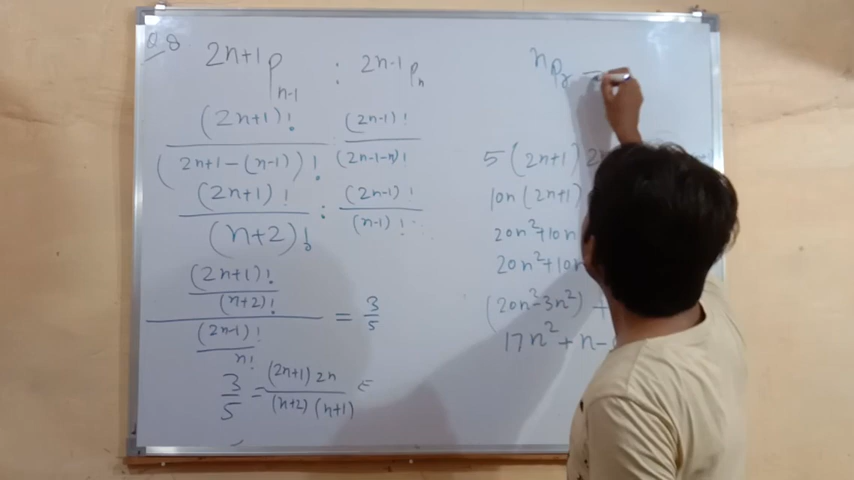 Q 8
2n+1 P n-1 : 2n-1 P n
(2n+1)! / (2n+1-(n-1))! : (2n-1)! / (2n-1-n)!
(2n+1)! / (n+2)! : (2n-1)! / (n-1)!
(2n+1)! / (n+2)! / (2n-1)! / n! = 3/5
3/5 = (2n+1) 2n / (n+2) (n+1)
n P r =
5 (2n+1) 2
10n (2n+1)
20n² + 10n
20n² + 10n
(20n² - 3n²) +
17n² + n -